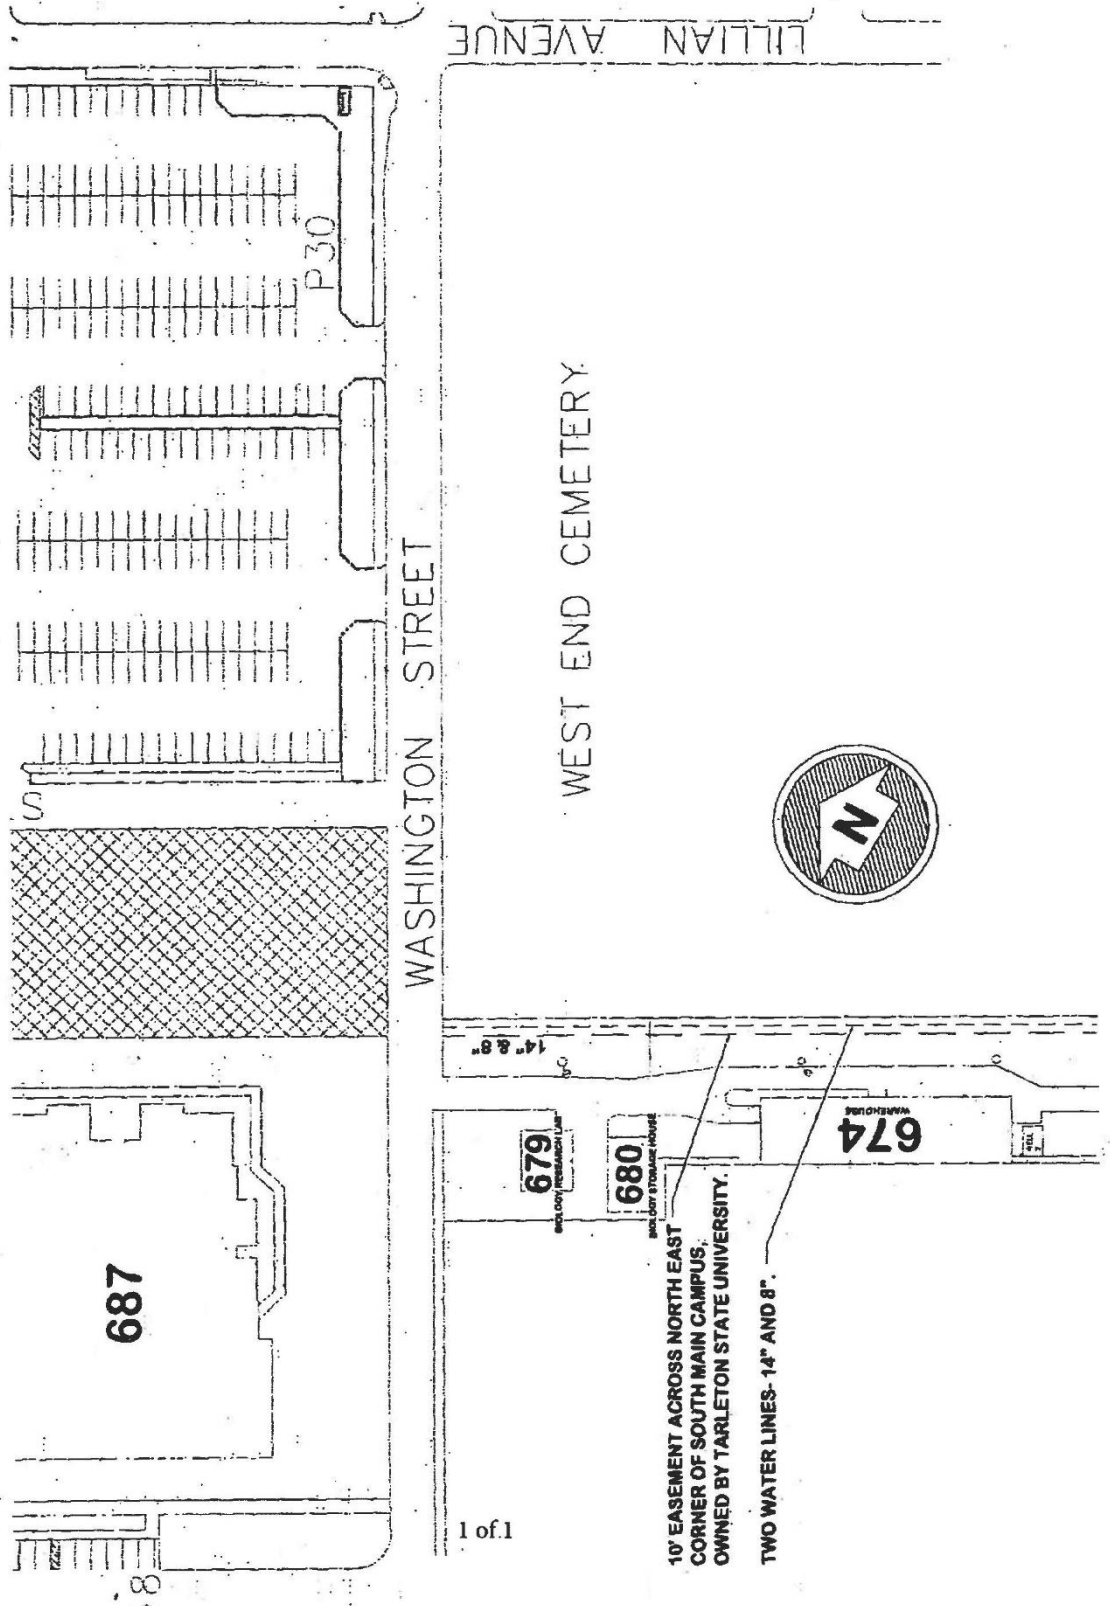 LILLIAN AVENUE
P30
WASHINGTON STREET
WEST END CEMETERY
S
N
14" & 8"
679
BIOLOGY RESEARCH LAB
680
BIOLOGY STORAGE HOUSE
674
WAREHOUSE
687
10' EASEMENT ACROSS NORTH EAST
CORNER OF SOUTH MAIN CAMPUS,
OWNED BY TARLETON STATE UNIVERSITY.
TWO WATER LINES- 14" AND 8".
1 of 1
8